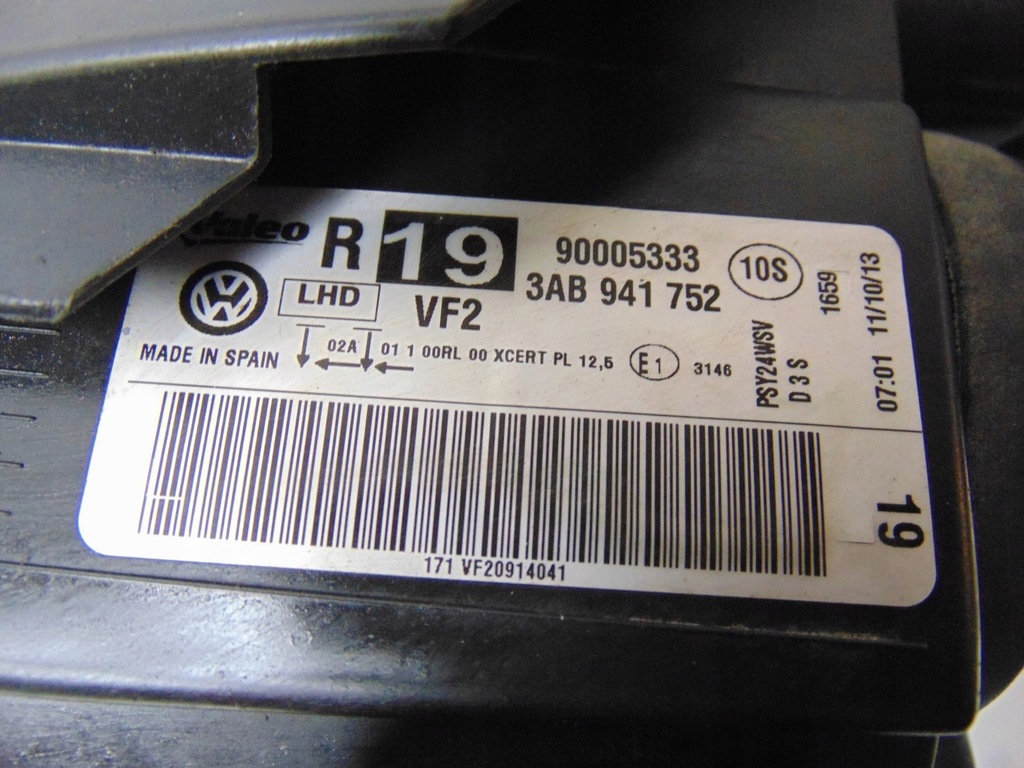 Valeo R 19 90005333 10S
LHD VF2 3AB 941 752
MADE IN SPAIN 02A 01 1 00RL 00 XCERT PL 12,5 E1 3146
PSY24WSV
D3S
1659
07:01 11/10/13
19
171 VF20914041